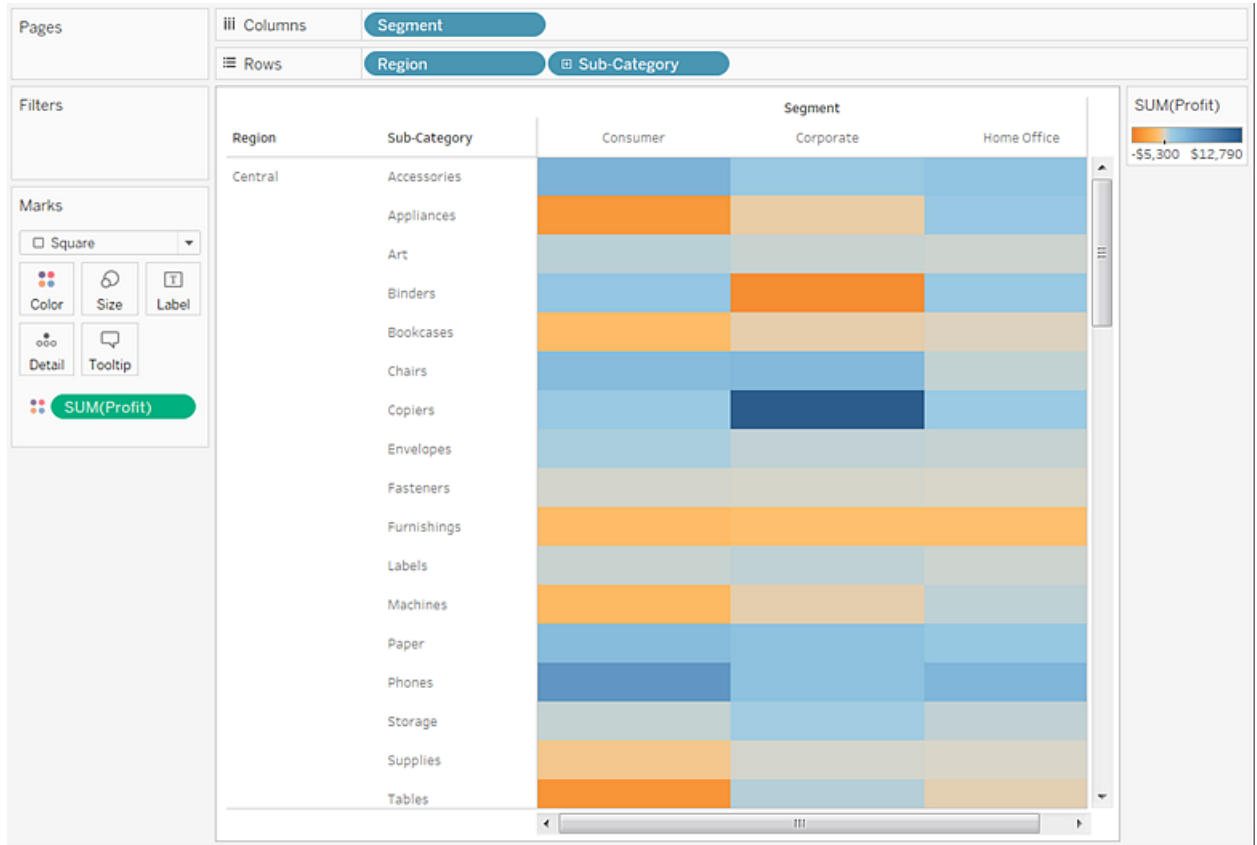 Pages
Columns
Segment
Rows
Region
Sub-Category
Filters
Marks
Square
Color Size Label
Detail Tooltip
SUM(Profit)
Segment
Region Sub-Category Consumer Corporate Home Office
Central Accessories
Appliances
Art
Binders
Bookcases
Chairs
Copiers
Envelopes
Fasteners
Furnishings
Labels
Machines
Paper
Phones
Storage
Supplies
Tables
SUM(Profit)
-$5,300 $12,790